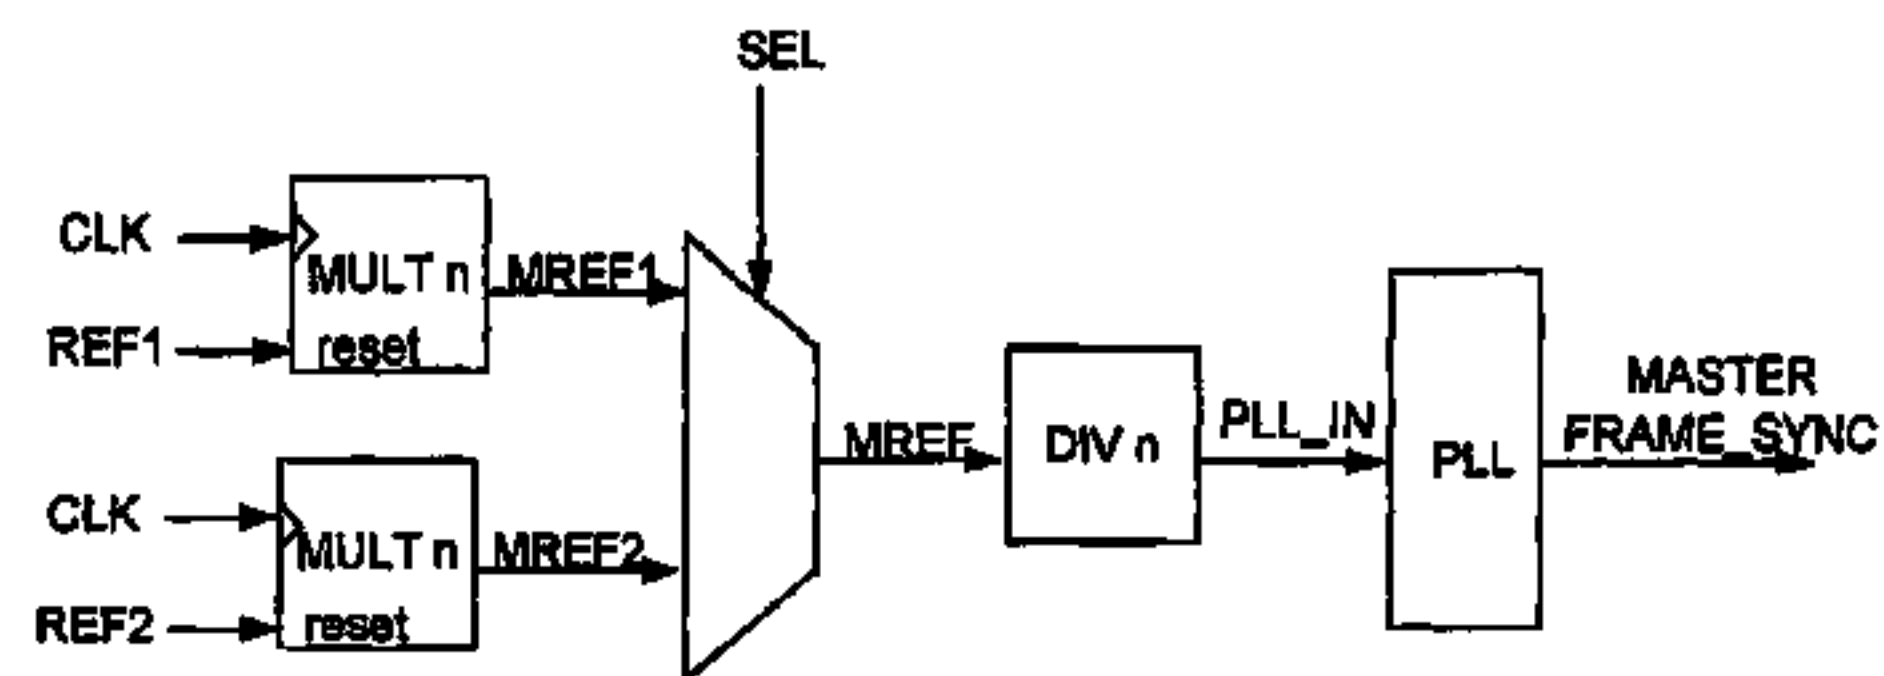 SEL
CLK
MULT n
MREF1
REF1
reset
MREF
DIV n
PLL_IN
PLL
MASTER
FRAME_SYNC
CLK
MULT n
MREF2
REF2
reset